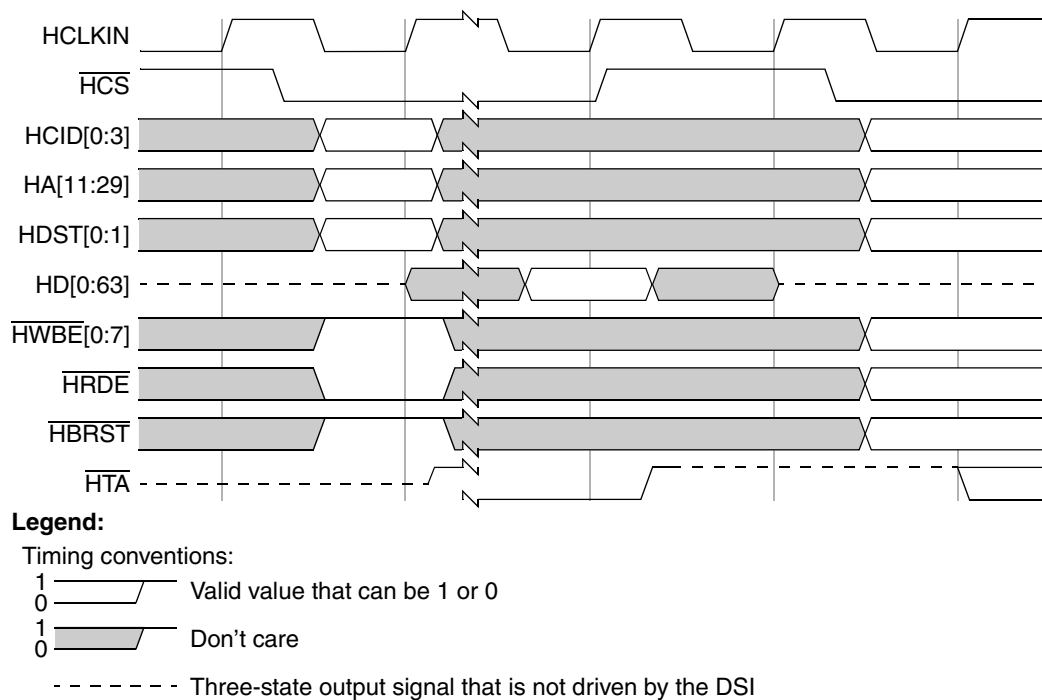 HCLKIN
HCS
HCID[0:3]
HA[11:29]
HDST[0:1]
HD[0:63]
HWBE[0:7]
HRDE
HBRST
HTA
Legend:
Timing conventions:
1
0
Valid value that can be 1 or 0
1
0
Don't care
Three-state output signal that is not driven by the DSI